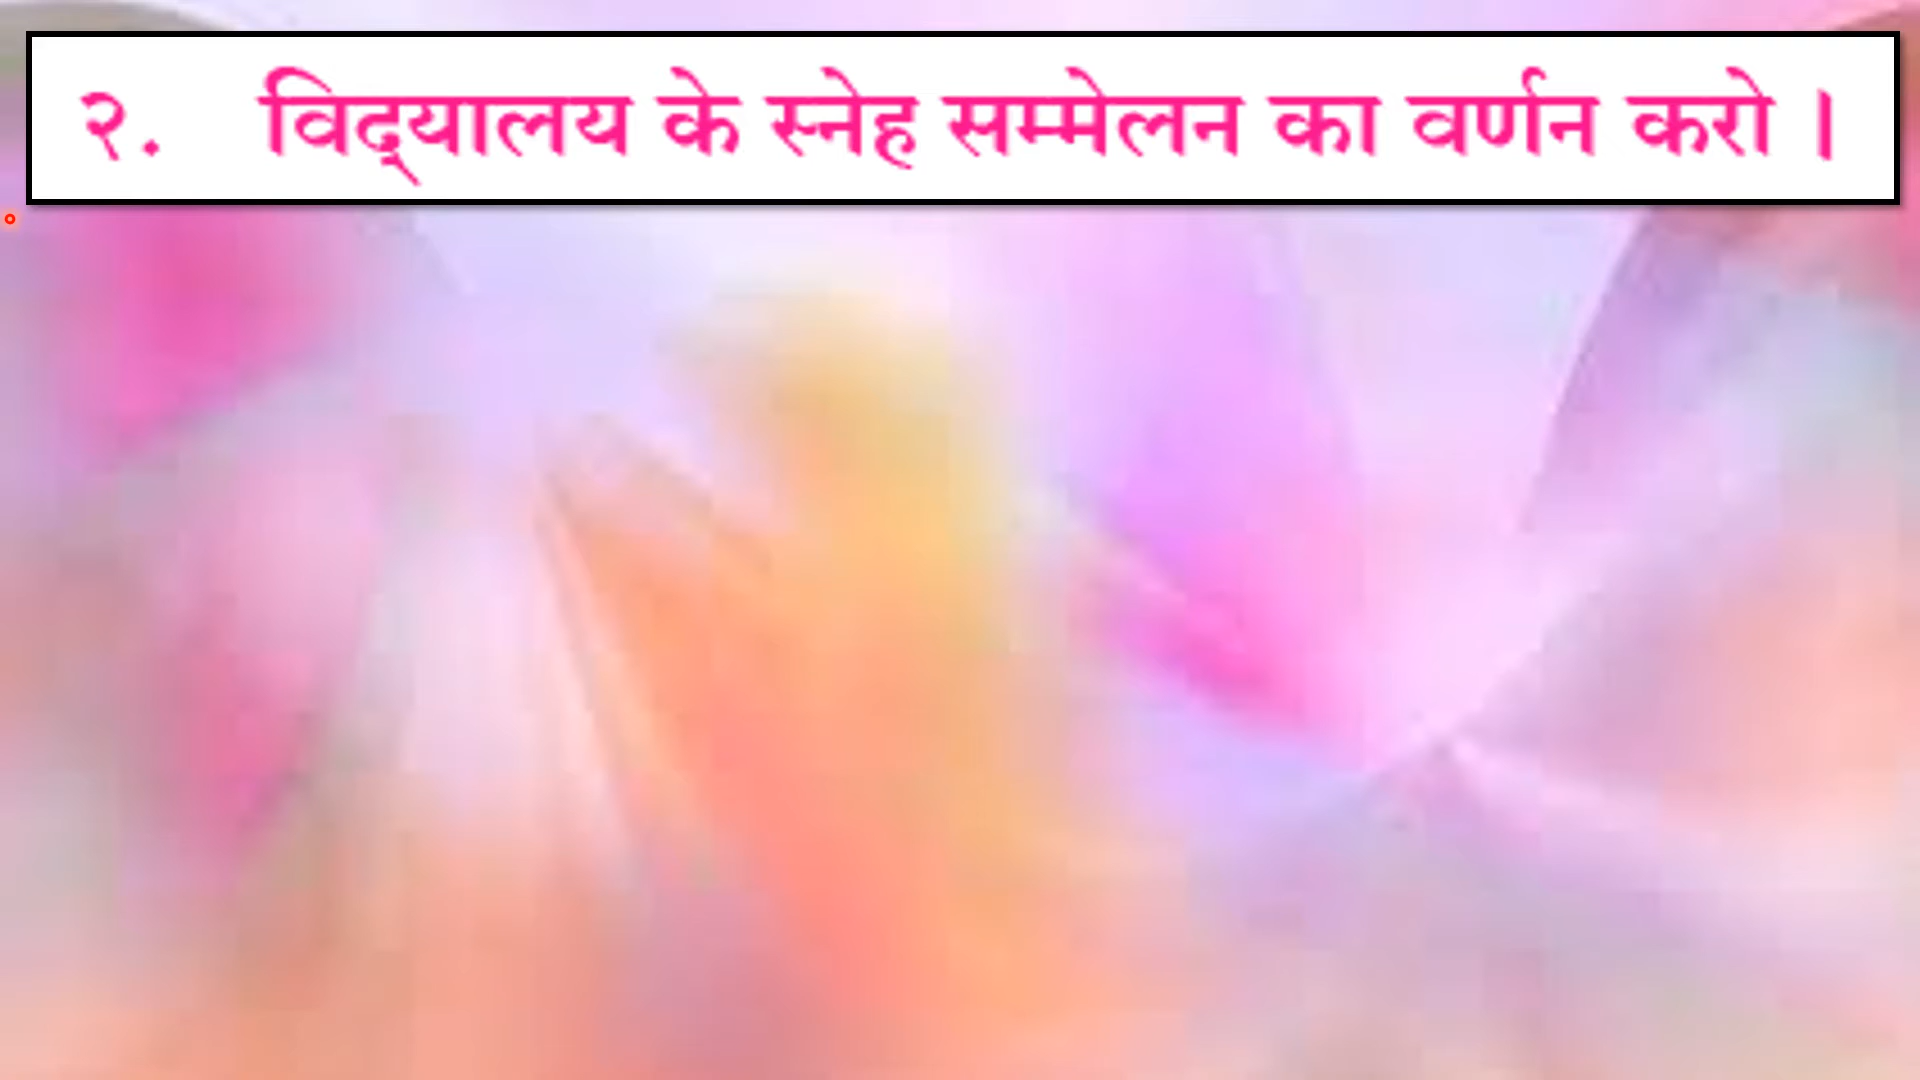 २. विद्‌यालय के स्नेह सम्मेलन का वर्णन करो ।